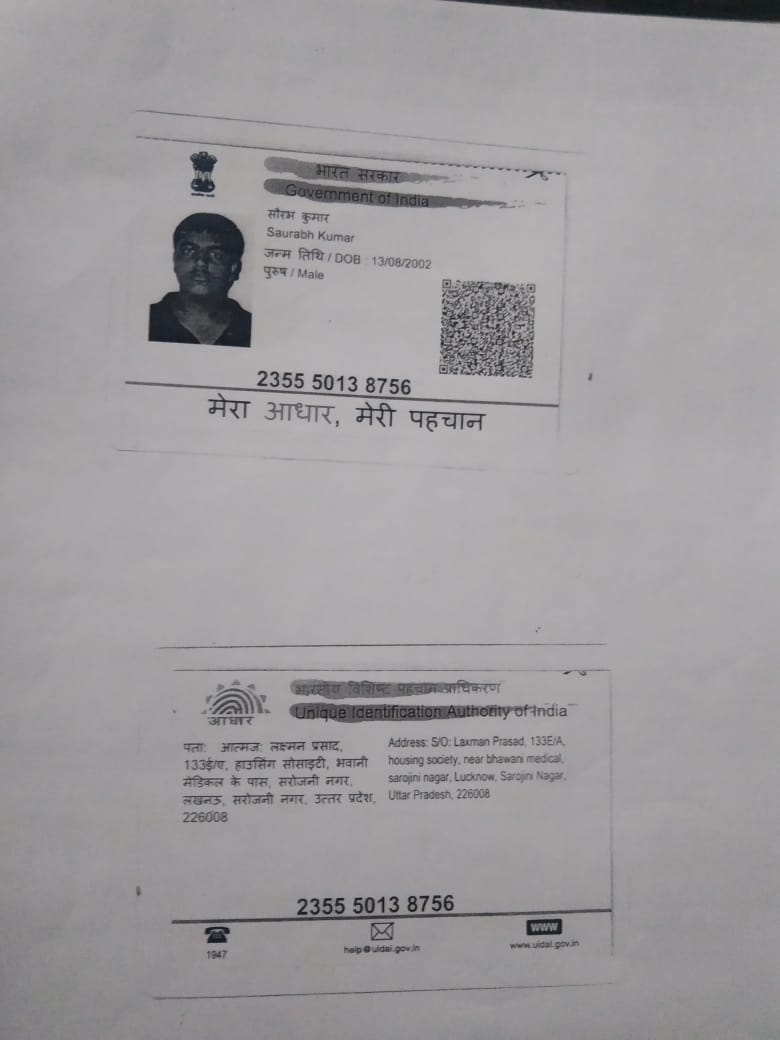 भारत सरकार
Government of India
सौरभ कुमार
Saurabh Kumar
जन्म तिथि / DOB : 13/08/2002
पुरुष / Male
2355 5013 8756
मेरा आधार, मेरी पहचान
भारतीय विशिष्ट पहचान प्राधिकरण
Unique Identification Authority of India
आधार
पता: आत्मज: लक्ष्मन प्रसाद,
133ई/ए, हाउसिंग सोसाइटी, भवानी
मेडिकल के पास, सरोजनी नगर,
लखनऊ, सरोजनी नगर, उत्तर प्रदेश,
226008
Address: S/O: Laxman Prasad, 133E/A,
housing society, near bhawani medical,
sarojini nagar, Lucknow, Sarojini Nagar,
Uttar Pradesh, 226008
2355 5013 8756
1947
help@uidai.gov.in
WWW
www.uidai.gov.in